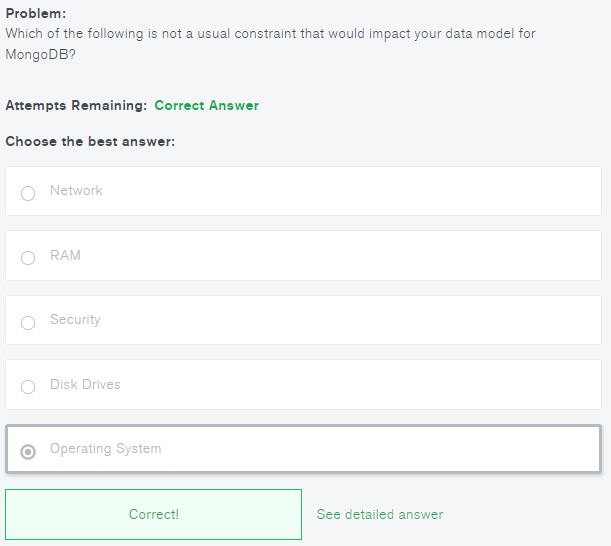 Problem:
Which of the following is not a usual constraint that would impact your data model for
MongoDB?
Attempts Remaining: Correct Answer
Choose the best answer:
Network
RAM
Security
Disk Drives
Operating System
Correct! See detailed answer